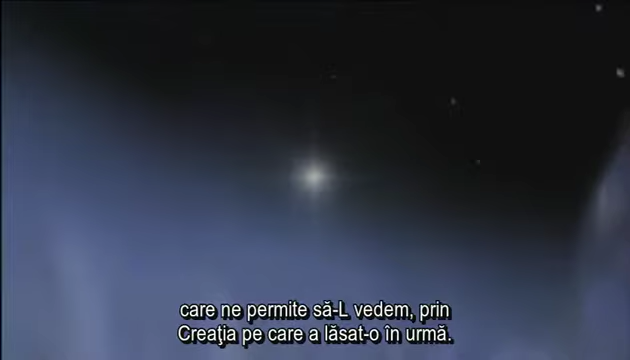 care ne permite să-L vedem, prin
Creaţia pe care a lăsat-o în urmă.